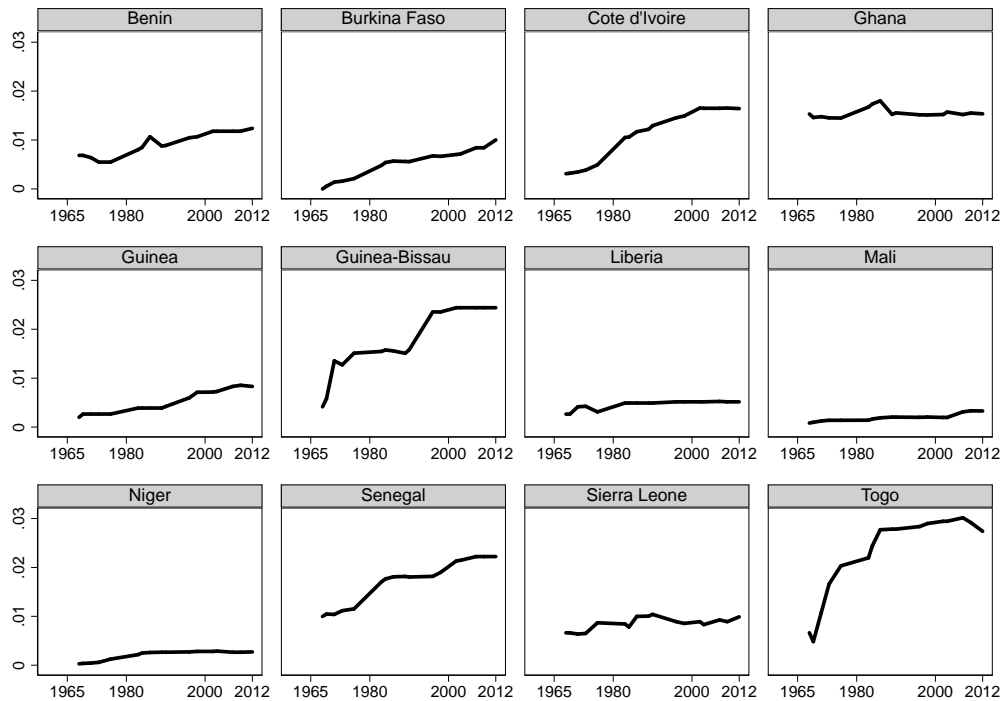 Benin
Burkina Faso
Cote d'Ivoire
Ghana
.03
.02
.01
0
1965 1980 2000 2012
1965 1980 2000 2012
1965 1980 2000 2012
1965 1980 2000 2012
Guinea
Guinea-Bissau
Liberia
Mali
.03
.02
.01
0
1965 1980 2000 2012
1965 1980 2000 2012
1965 1980 2000 2012
1965 1980 2000 2012
Niger
Senegal
Sierra Leone
Togo
.03
.02
.01
0
1965 1980 2000 2012
1965 1980 2000 2012
1965 1980 2000 2012
1965 1980 2000 2012